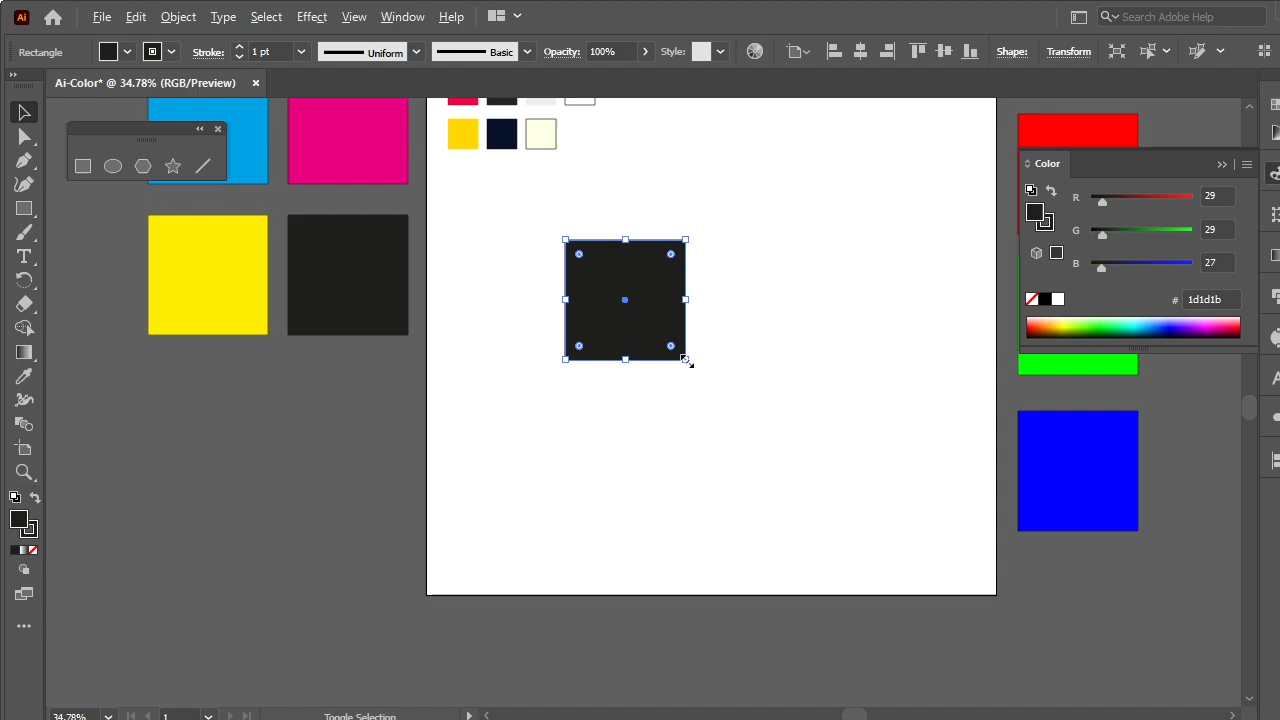 Ai File Edit Object Type Select Effect View Window Help Search Adobe Help
Rectangle Stroke: 1 pt Uniform Basic Opacity: 100% Style: Shape: Transform
Ai-Color* @ 34.78% (RGB/Preview)
Color
R 29
G 29
B 27
# 1d1d1b
34.78% 1 Toggle Selection